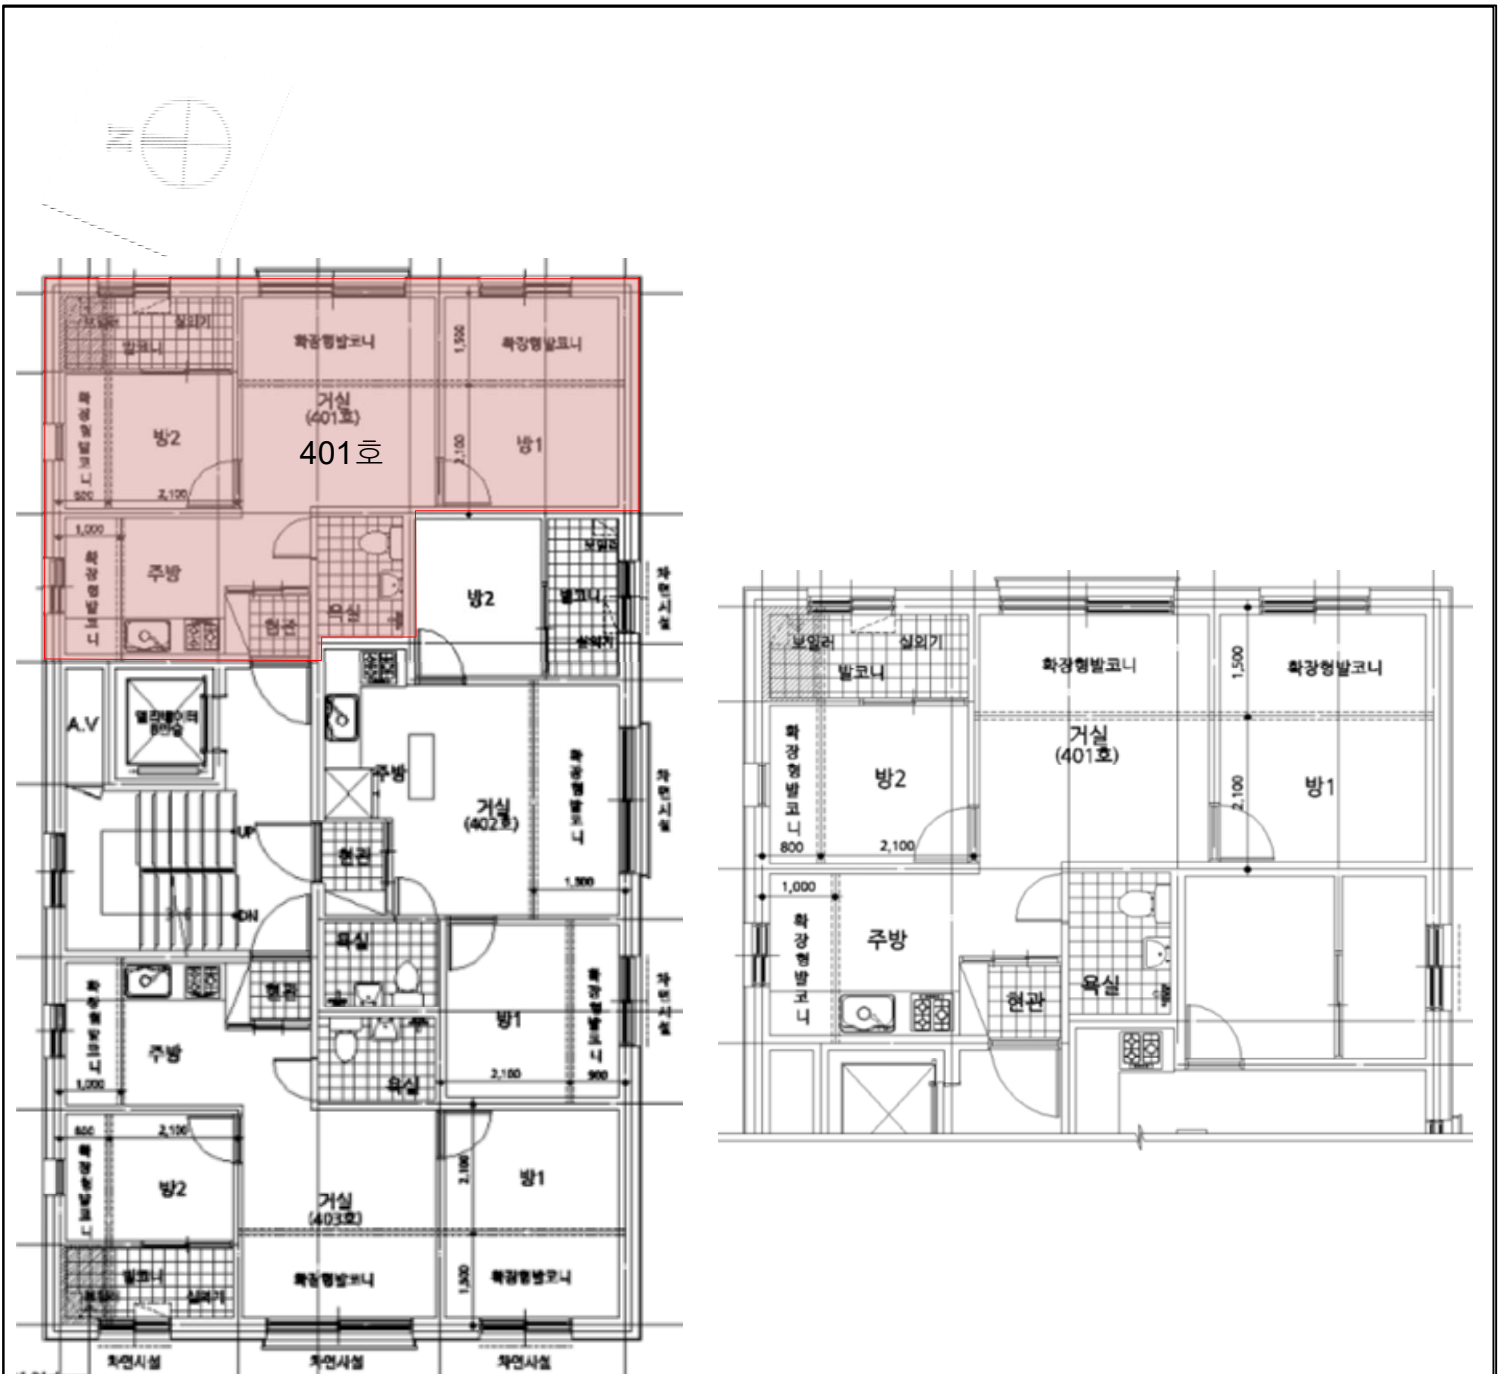 북
보일러
실외기
발코니
확장형발코니
1,500
확장형발코니
거실
(401호)
401호
확장형발코니
방2
방1
2,100
2,100
1,000
확장형발코니
주방
현관
욕실
방2
보일러
발코니
실외기
차면시설
A.V
엘리베이터
주방
거실
(402호)
확장형발코니
차면시설
UP
현관
1,500
DN
욕실
확장형발코니
현관
주방
1,000
욕실
방1
확장형발코니
차면시설
2,100
900
800
2,100
확장형발코니
방2
거실
(403호)
2,100
방1
발코니
보일러
실외기
확장형발코니
1,500
확장형발코니
차면시설
차면시설
차면시설
보일러
실외기
발코니
확장형발코니
1,500
확장형발코니
거실
(401호)
확장형발코니
방2
방1
2,100
800
2,100
1,000
확장형발코니
주방
현관
욕실